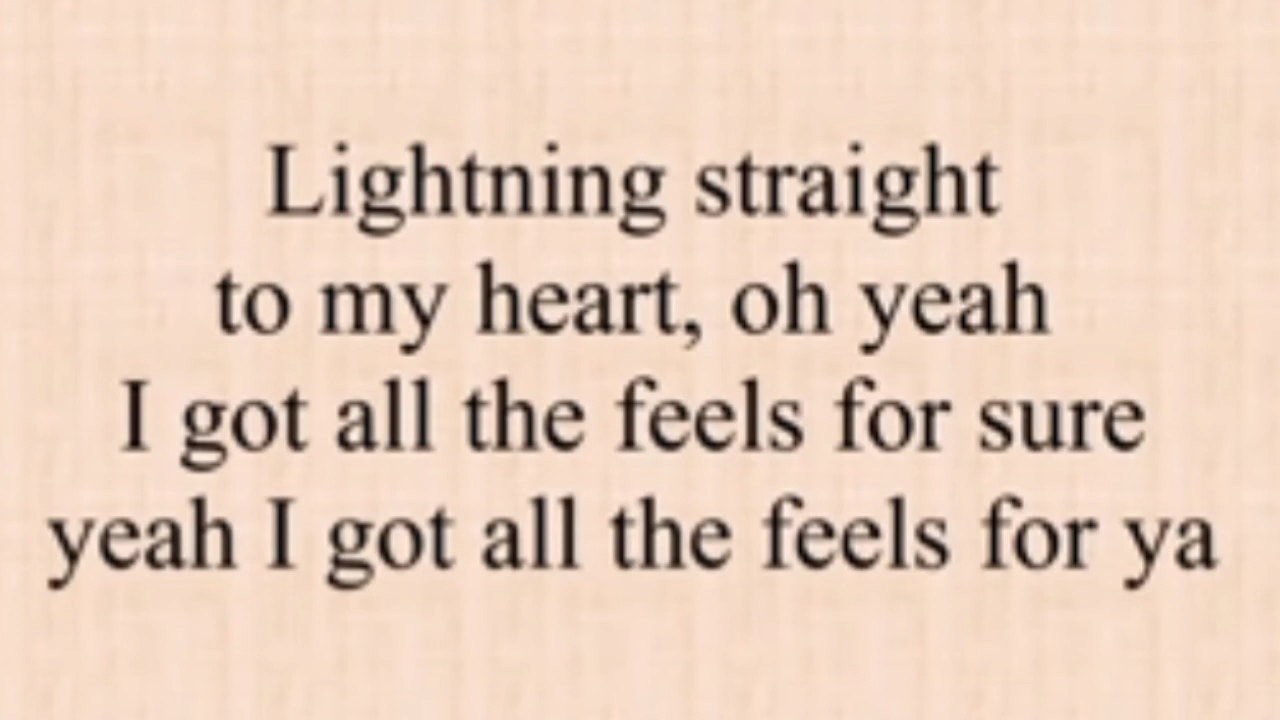 Lightning straight
to my heart, oh yeah
I got all the feels for sure
yeah I got all the feels for ya